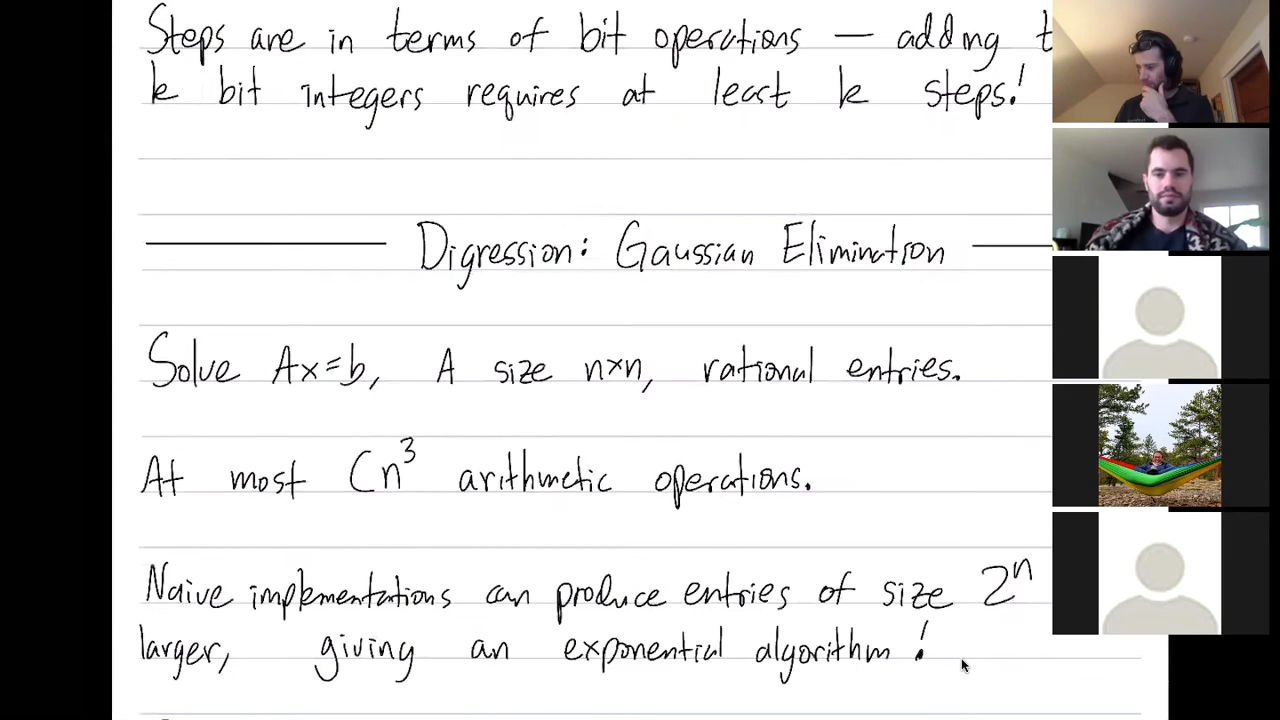 Steps are in terms of bit operations — adding
k bit integers requires at least k steps!
Digression: Gaussian Elimination
Solve Ax=b, A size n×n, rational entries.
At most Cn³ arithmetic operations.
Naive implementations can produce entries of size 2ⁿ
larger, giving an exponential algorithm!